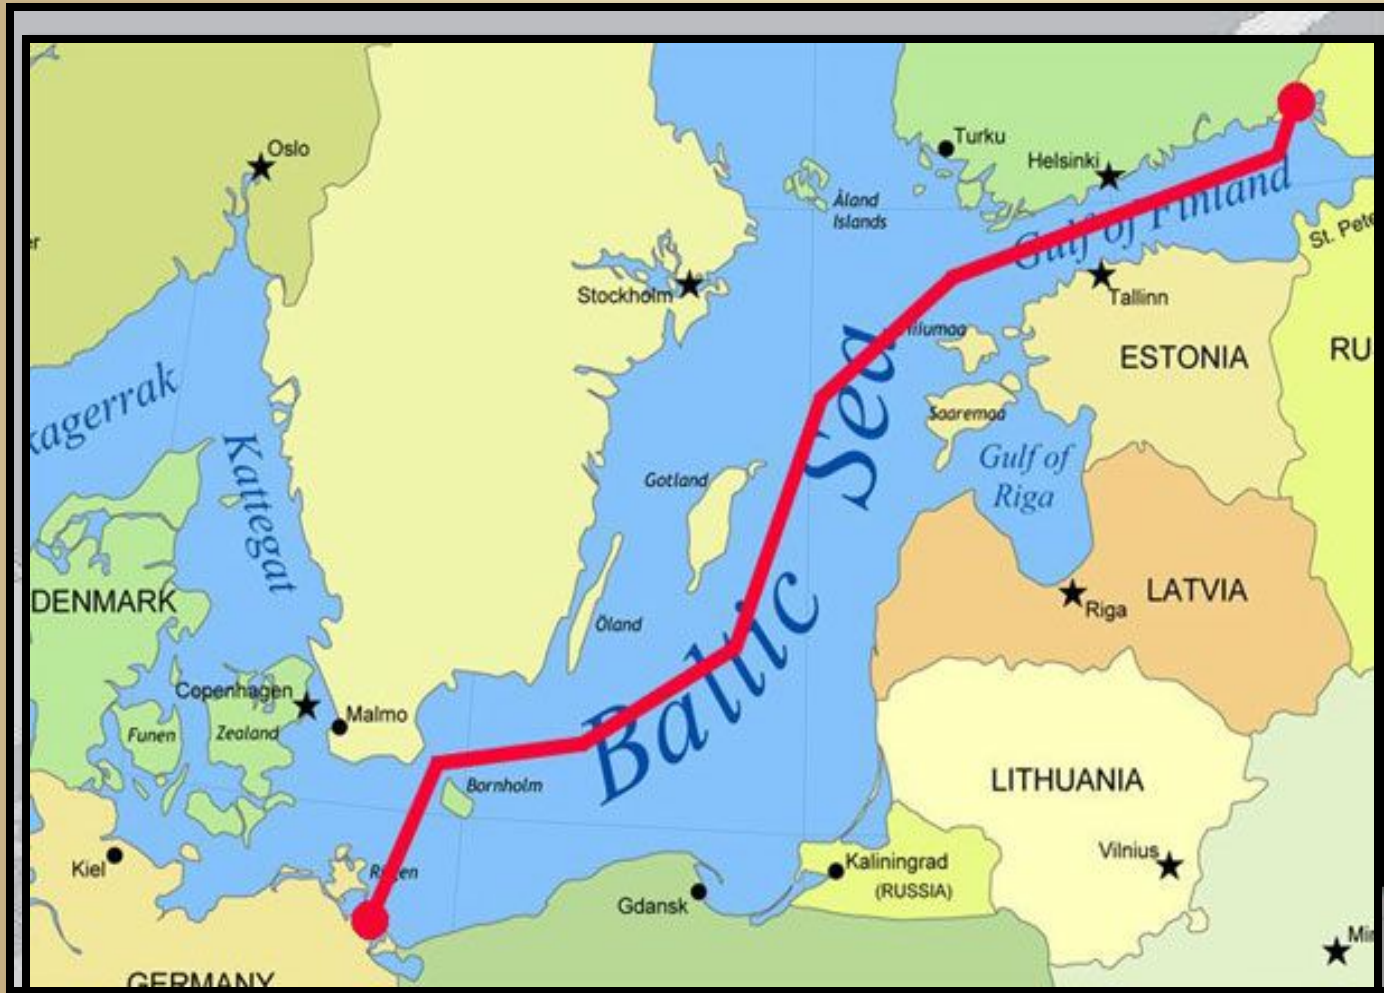 Oslo
Turku
Helsinki
Åland
Islands
Gulf of Finland
St. Pete
er
Stockholm
Tallinn
ESTONIA
RU
kagerrak
Kattegat
Saaremaa
Gulf of
Riga
Gotland
Baltic Sea
Öland
DENMARK
LATVIA
Riga
Copenhagen
Malmo
Funen
Zealand
Bornholm
LITHUANIA
Vilnius
Kiel
Kaliningrad
(RUSSIA)
Gdansk
GERMANY